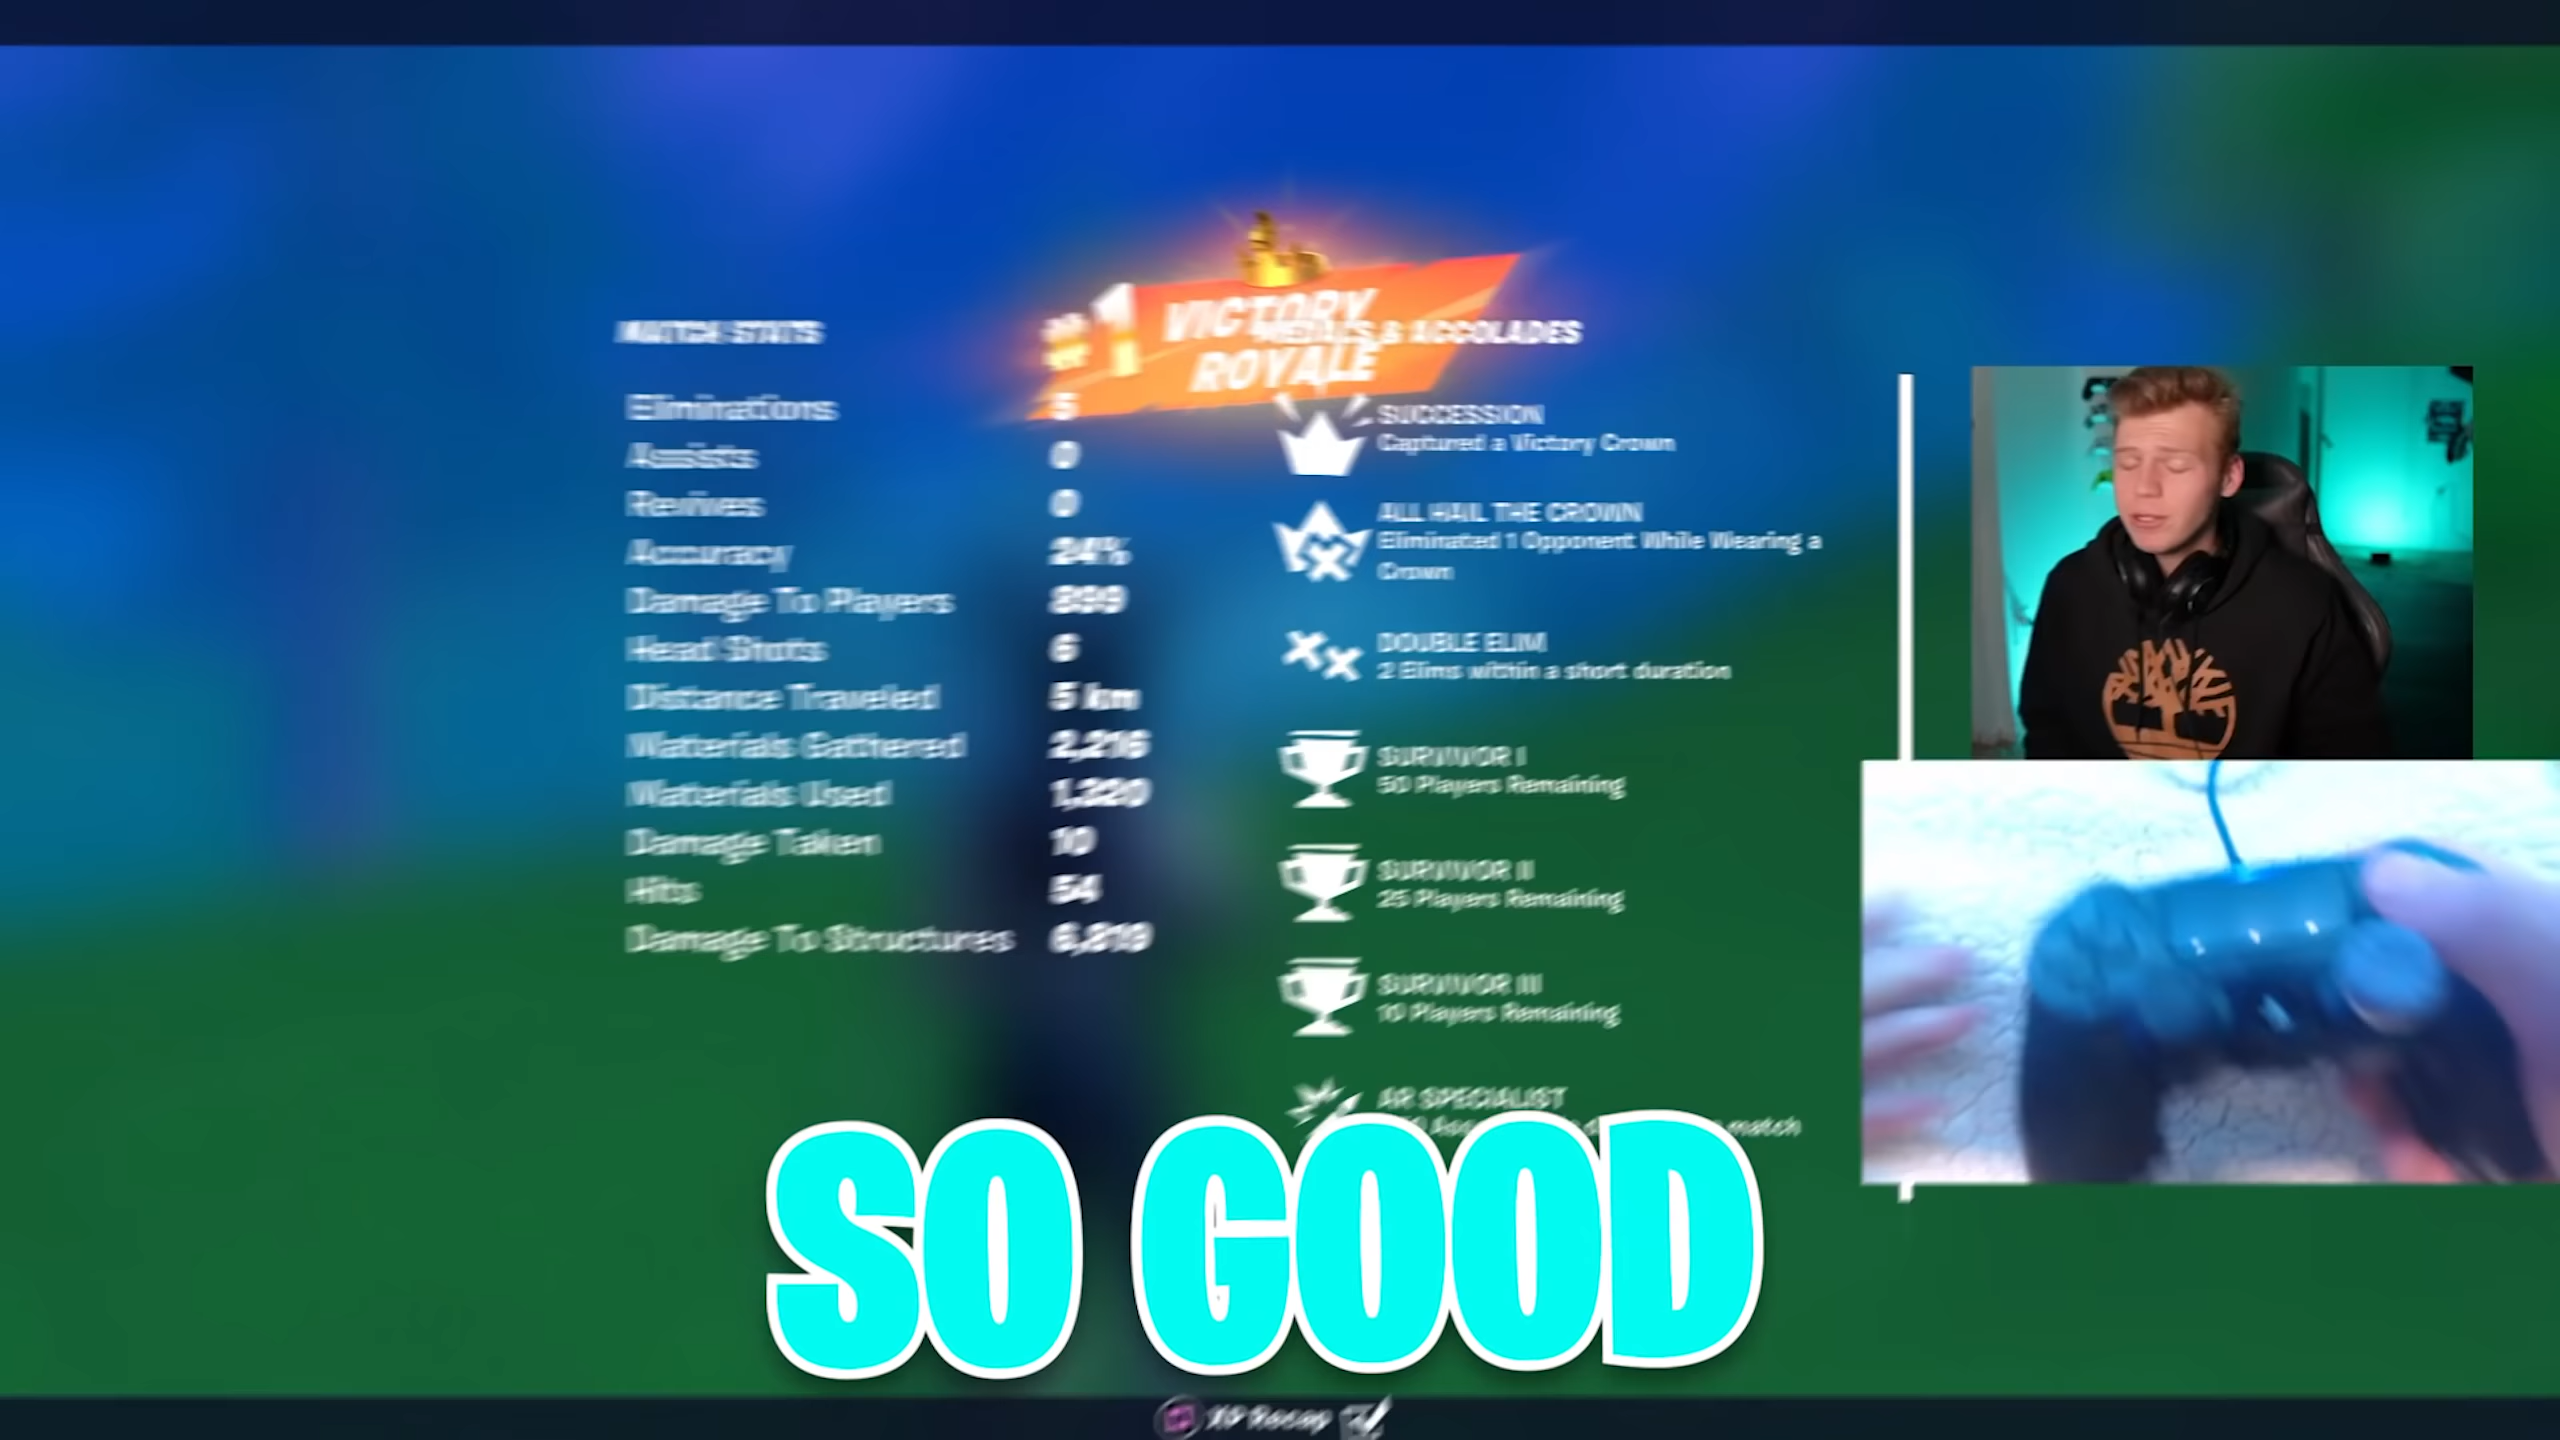 #1 VICTORY
ROYALE
MATCH STATS
Eliminations 5
Assists 0
Revives 0
Accuracy 24%
Damage To Players 899
Head Shots 6
Distance Traveled 5 km
Materials Gathered 2,216
Materials Used 1,320
Damage Taken 10
Hits 54
Damage To Structures 6,819
MEDALS & ACCOLADES
SUCCESSION
Captured a Victory Crown
ALL HAIL THE CROWN
Eliminated 1 Opponent While Wearing a
Crown
DOUBLE ELIM
2 Elims within a short duration
SURVIVOR I
50 Players Remaining
SURVIVOR II
25 Players Remaining
SURVIVOR III
10 Players Remaining
AR SPECIALIST
match
SO GOOD
XP Recap